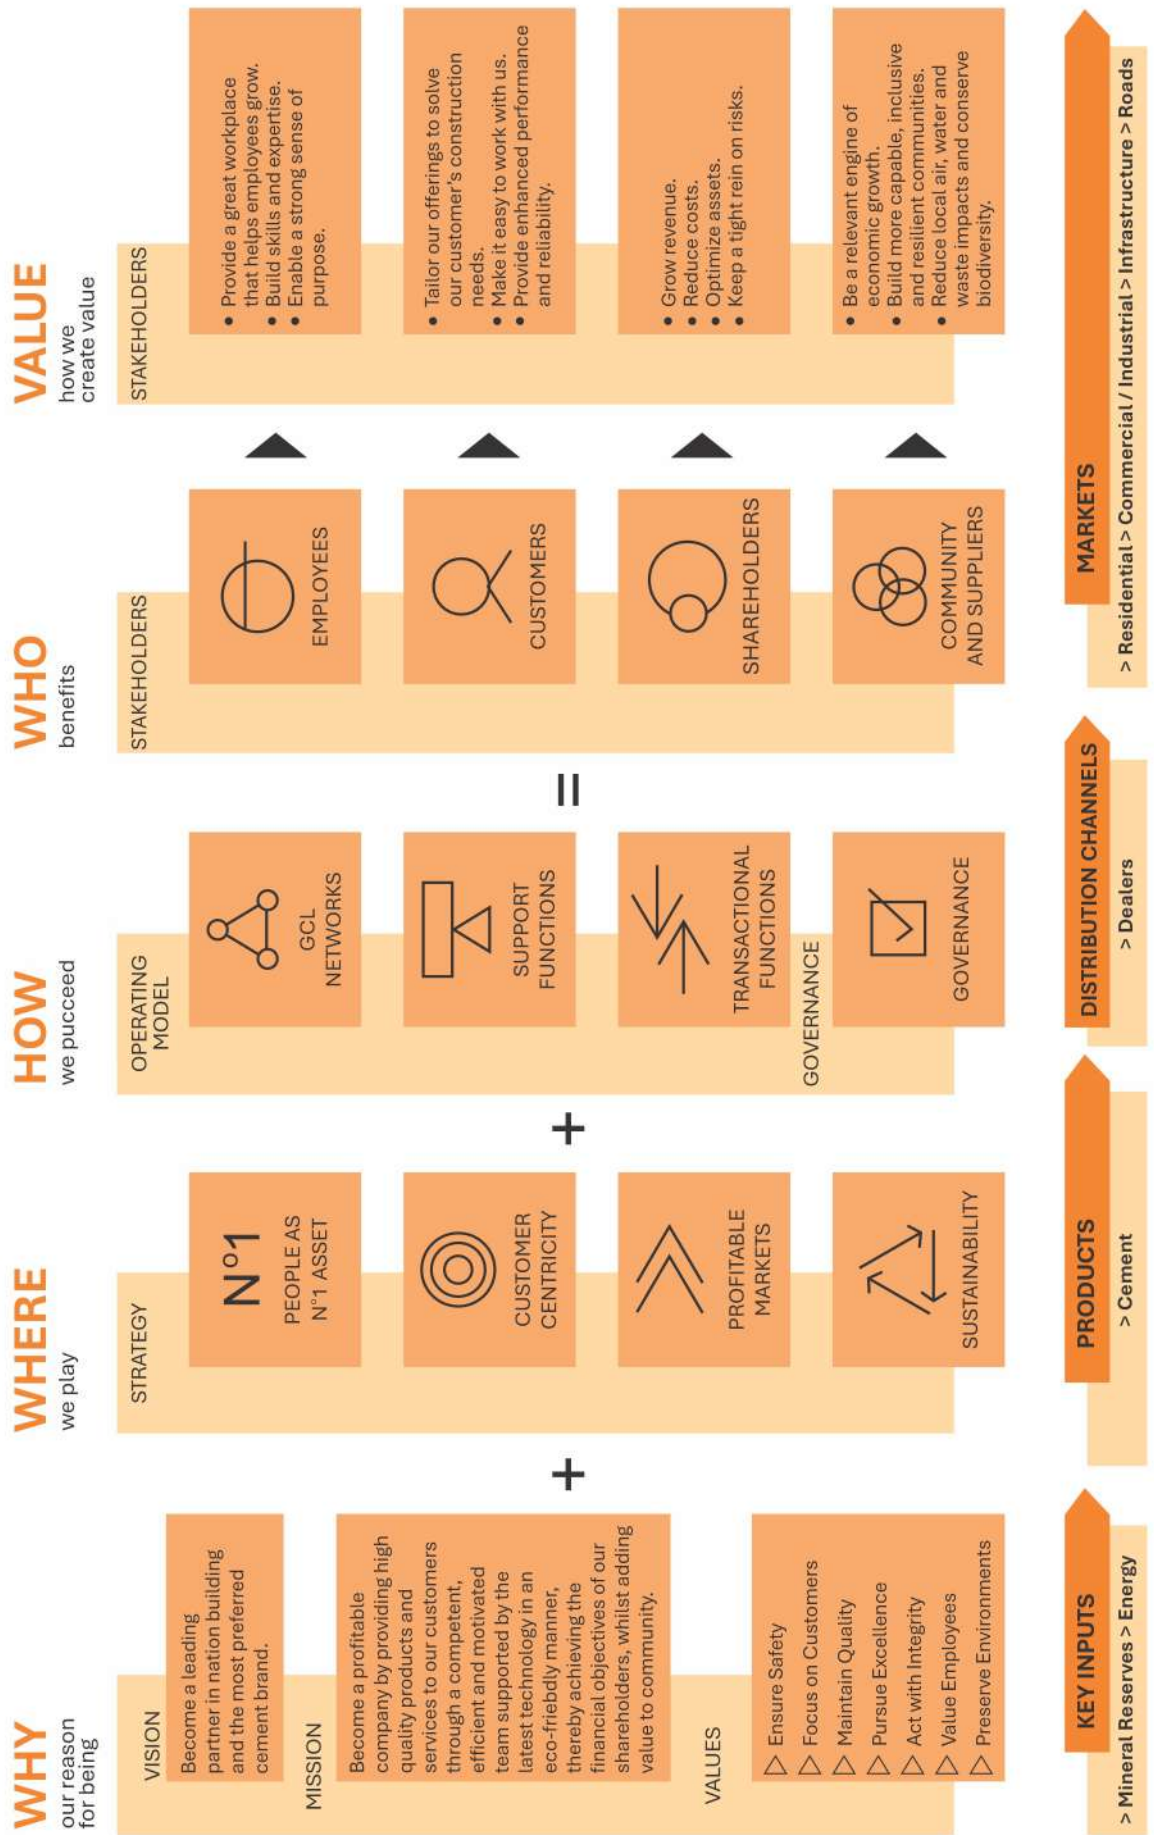 WHY
our reason
for being
VISION
Become a leading
partner in nation building
and the most preferred
cement brand.
MISSION
Become a profitable
company by providing high
quality products and
services to our customers
through a competent,
efficient and motivated
team supported by the
latest technology in an
eco-friebdly manner,
thereby achieving the
financial objectives of our
shareholders, whilst adding
value to community.
VALUES
Ensure Safety
Focus on Customers
Maintain Quality
Pursue Excellence
Act with Integrity
Value Employees
Preserve Environments
+
WHERE
we play
STRATEGY
N°1
PEOPLE AS
N°1 ASSET
CUSTOMER
CENTRICITY
PROFITABLE
MARKETS
SUSTAINABILITY
+
HOW
we pucceed
OPERATING
MODEL
GCL
NETWORKS
SUPPORT
FUNCTIONS
TRANSACTIONAL
FUNCTIONS
GOVERNANCE
GOVERNANCE
=
WHO
benefits
STAKEHOLDERS
EMPLOYEES
CUSTOMERS
SHAREHOLDERS
COMMUNITY
AND SUPPLIERS
VALUE
how we
create value
STAKEHOLDERS
• Provide a great workplace
that helps employees grow.
• Build skills and expertise.
• Enable a strong sense of
purpose.
• Tailor our offerings to solve
our customer's construction
needs.
• Make it easy to work with us.
• Provide enhanced performance
and reliability.
• Grow revenue.
• Reduce costs.
• Optimize assets.
• Keep a tight rein on risks.
• Be a relevant engine of
economic growth.
• Build more capable, inclusive
and resilient communities.
• Reduce local air, water and
waste impacts and conserve
biodiversity.
KEY INPUTS
> Mineral Reserves > Energy
PRODUCTS
> Cement
DISTRIBUTION CHANNELS
> Dealers
MARKETS
> Residential > Commercial / Industrial > Infrastructure > Roads